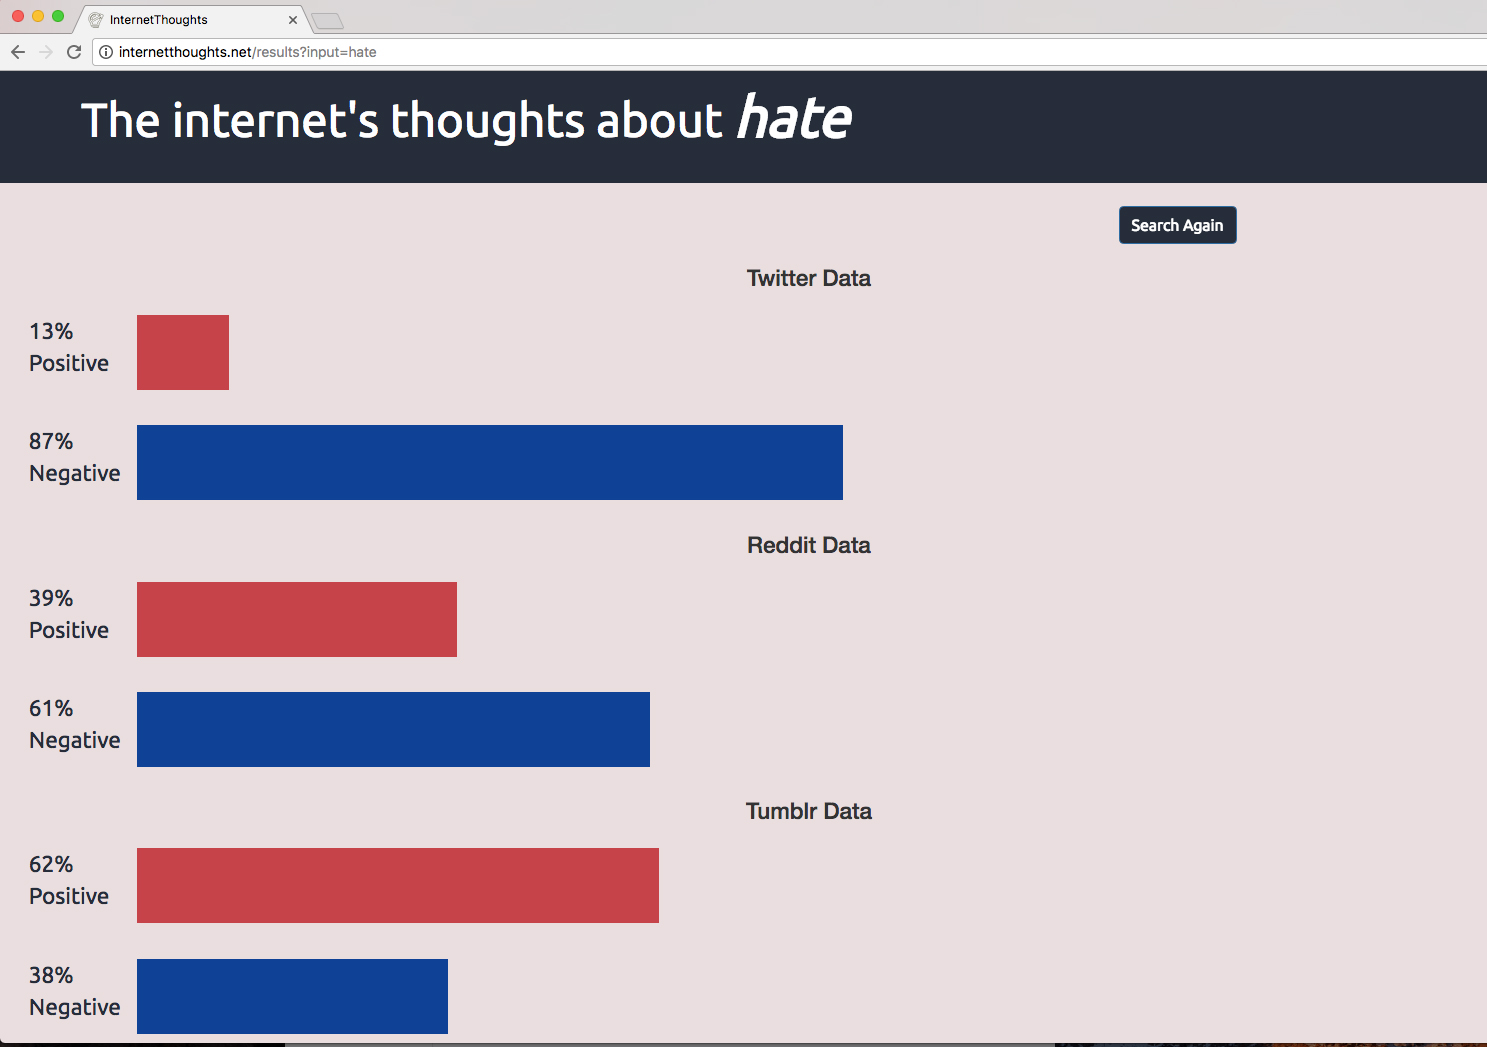 InternetThoughts
internetthoughts.net/results?input=hate
The internet's thoughts about hate
Search Again
Twitter Data
13%
Positive
87%
Negative
Reddit Data
39%
Positive
61%
Negative
Tumblr Data
62%
Positive
38%
Negative